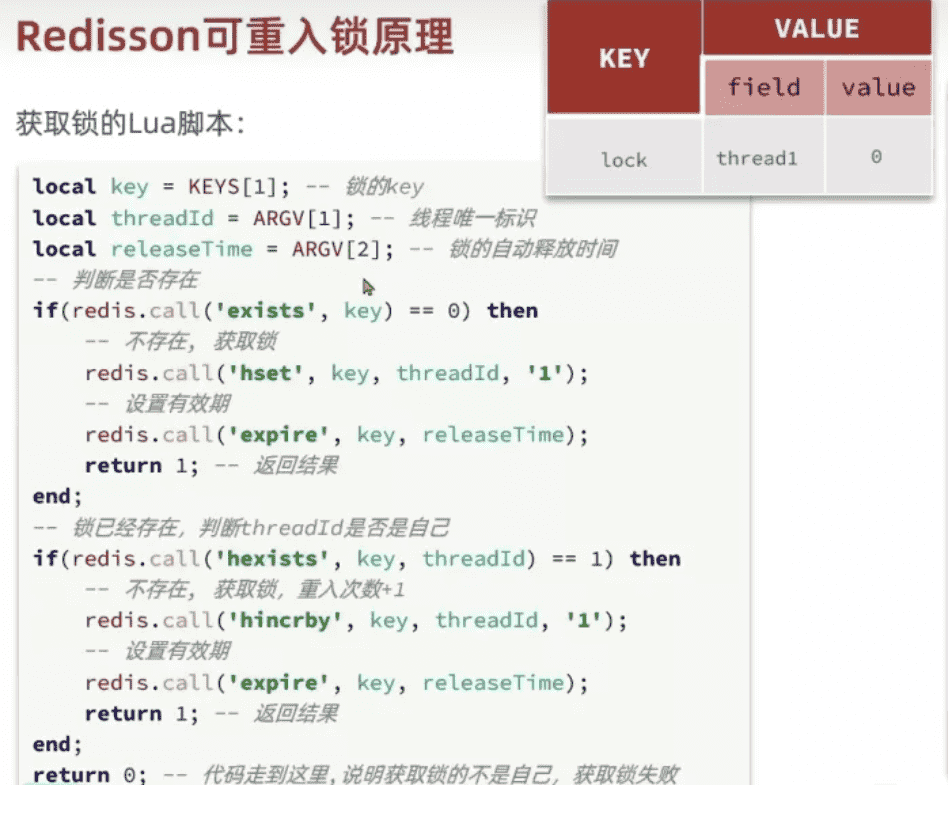 Redisson可重入锁原理
KEY
VALUE
field value
lock thread1 0
获取锁的Lua脚本：
local key = KEYS[1]; -- 锁的key
local threadId = ARGV[1]; -- 线程唯一标识
local releaseTime = ARGV[2]; -- 锁的自动释放时间
-- 判断是否存在
if(redis.call('exists', key) == 0) then
-- 不存在, 获取锁
redis.call('hset', key, threadId, '1');
-- 设置有效期
redis.call('expire', key, releaseTime);
return 1; -- 返回结果
end;
-- 锁已经存在，判断threadId是否是自己
if(redis.call('hexists', key, threadId) == 1) then
-- 不存在, 获取锁，重入次数+1
redis.call('hincrby', key, threadId, '1');
-- 设置有效期
redis.call('expire', key, releaseTime);
return 1; -- 返回结果
end;
return 0; -- 代码走到这里,说明获取锁的不是自己，获取锁失败